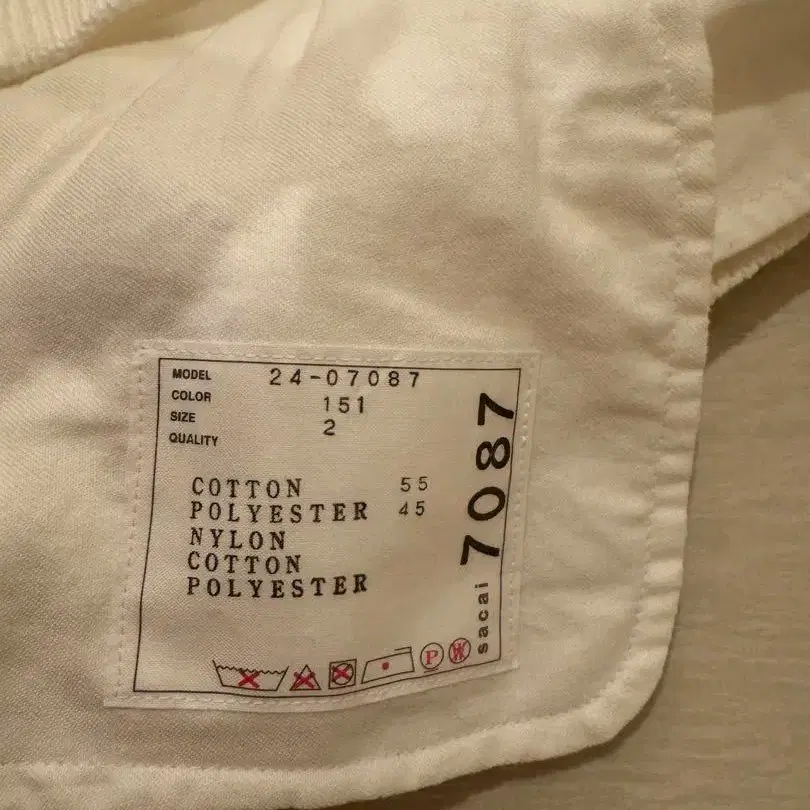 MODEL 24-07087
COLOR 151
SIZE 2
QUALITY
COTTON 55
POLYESTER 45
NYLON
COTTON
POLYESTER
P W
sacai 7087